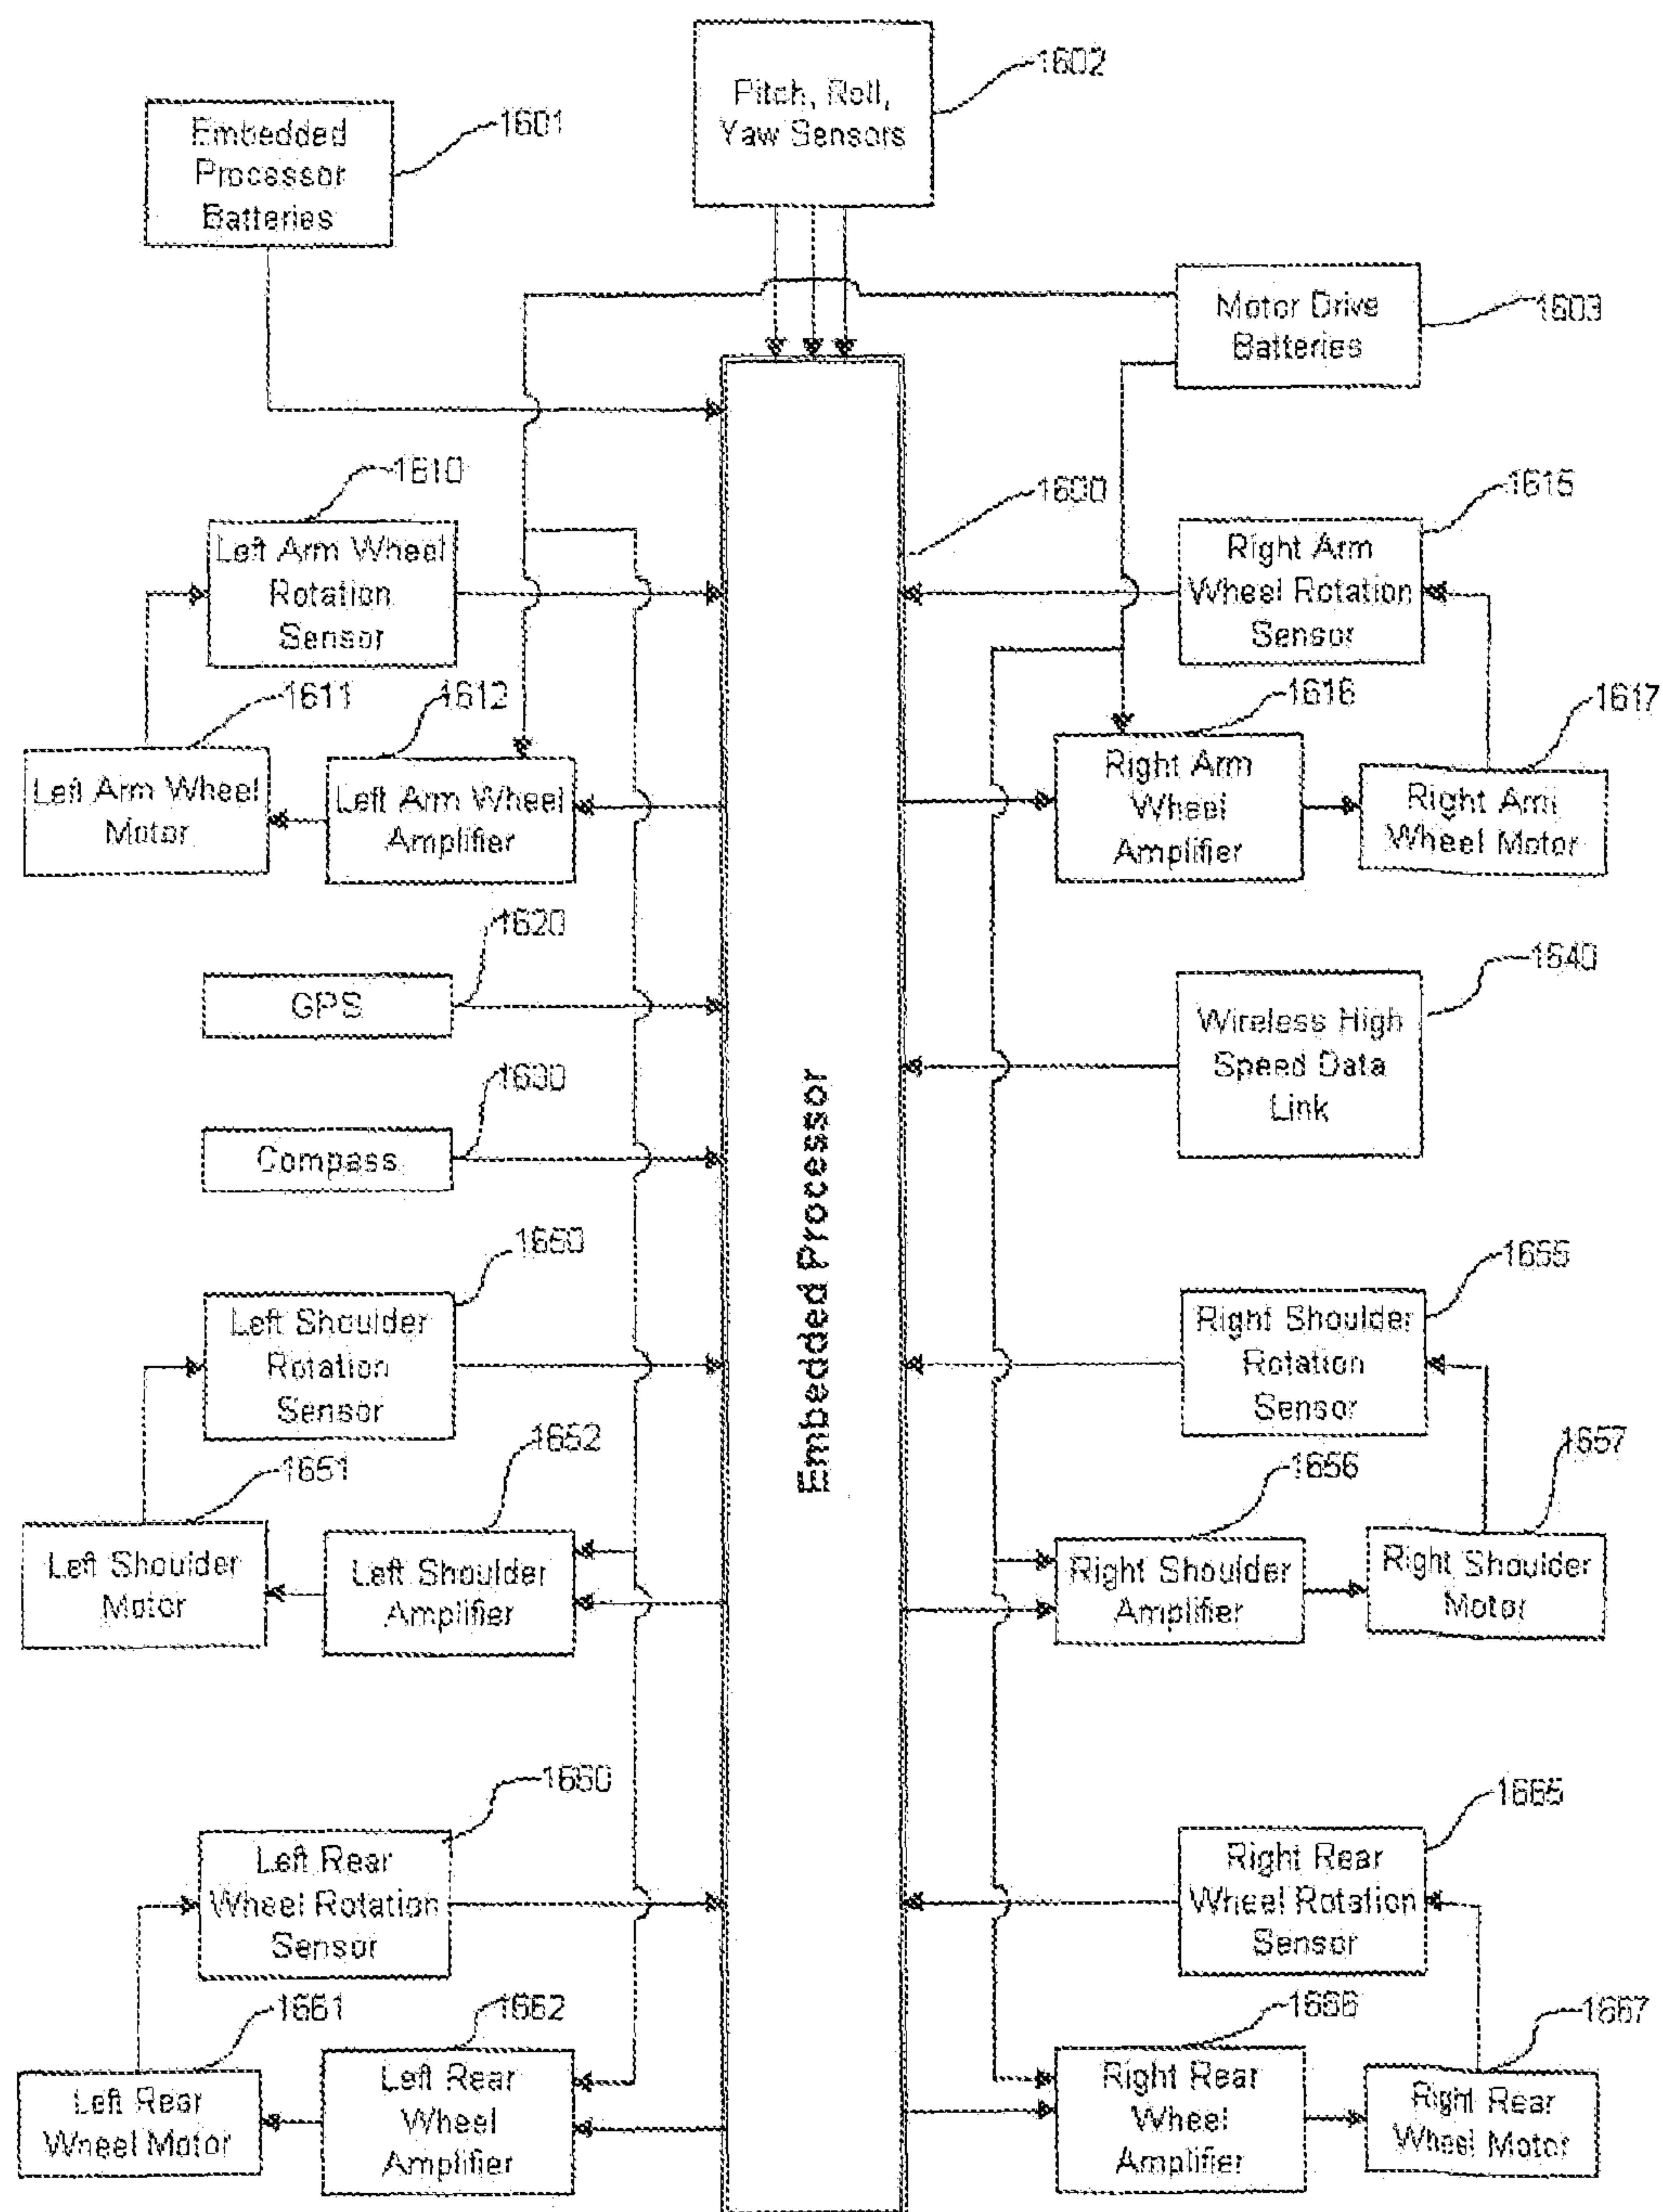 Pitch, Roll,
Yaw Sensors
1602
Embedded
Processor
Batteries
1601
Motor Drive
Batteries
1603
1610
Left Arm Wheel
Rotation
Sensor
1600
1615
Right Arm
Wheel Rotation
Sensor
1611
Left Arm Wheel
Motor
1612
Left Arm Wheel
Amplifier
1616
Right Arm
Wheel
Amplifier
1617
Right Arm
Wheel Motor
1620
GPS
1640
Wireless High
Speed Data
Link
1630
Compass
Embedded Processor
1650
Left Shoulder
Rotation
Sensor
1655
Right Shoulder
Rotation
Sensor
1651
Left Shoulder
Motor
1652
Left Shoulder
Amplifier
1656
Right Shoulder
Amplifier
1657
Right Shoulder
Motor
1660
Left Rear
Wheel Rotation
Sensor
1665
Right Rear
Wheel Rotation
Sensor
1661
Left Rear
Wheel Motor
1662
Left Rear
Wheel
Amplifier
1666
Right Rear
Wheel
Amplifier
1667
Right Rear
Wheel Motor